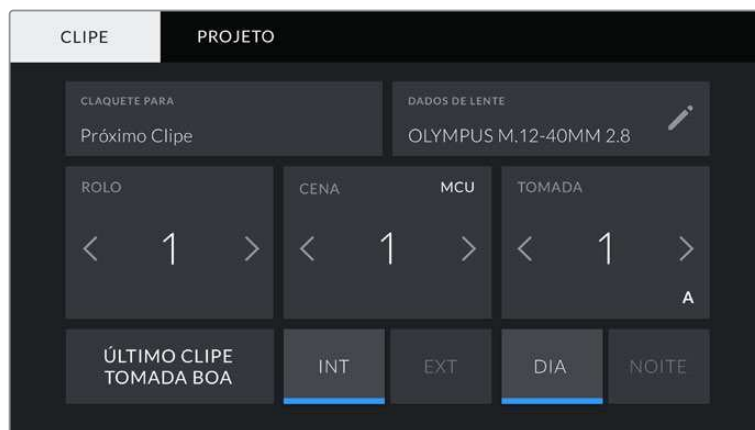 CLIPE PROJETO
CLAQUETE PARA DADOS DE LENTE
Próximo Clipe OLYMPUS M.12-40MM 2.8
ROLO CENA MCU TOMADA
1 1 1
A
ÚLTIMO CLIPE
TOMADA BOA
INT EXT DIA NOITE